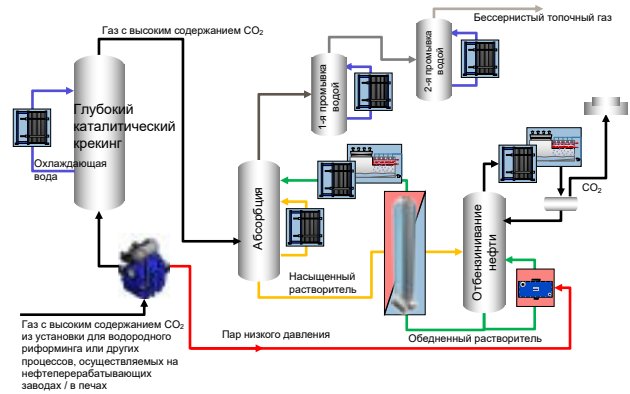 Газ с высоким содержанием CO₂
Бессернистый топочный газ
1-я промывка
водой
2-я промывка
водой
Глубокий
каталитический
крекинг
Охлаждающая
вода
Абсорбция
Отбензинивание
нефти
CO₂
Насыщенный
растворитель
Газ с высоким содержанием CO₂
из установки для водородного
риформинга или других
процессов, осуществляемых на
нефтеперерабатывающих
заводах / в печах
Пар низкого давления
Обедненный растворитель